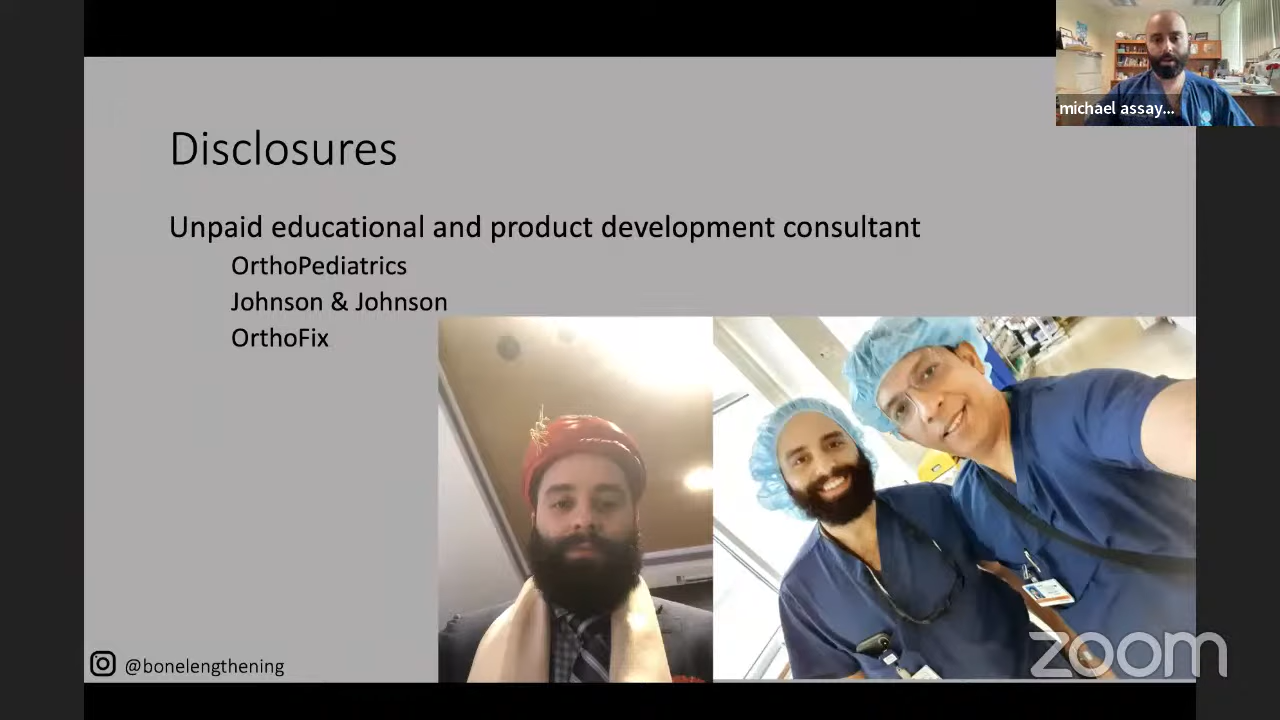 Disclosures
Unpaid educational and product development consultant
OrthoPediatrics
Johnson & Johnson
OrthoFix
@bonelengthening
michael assay...
zoom